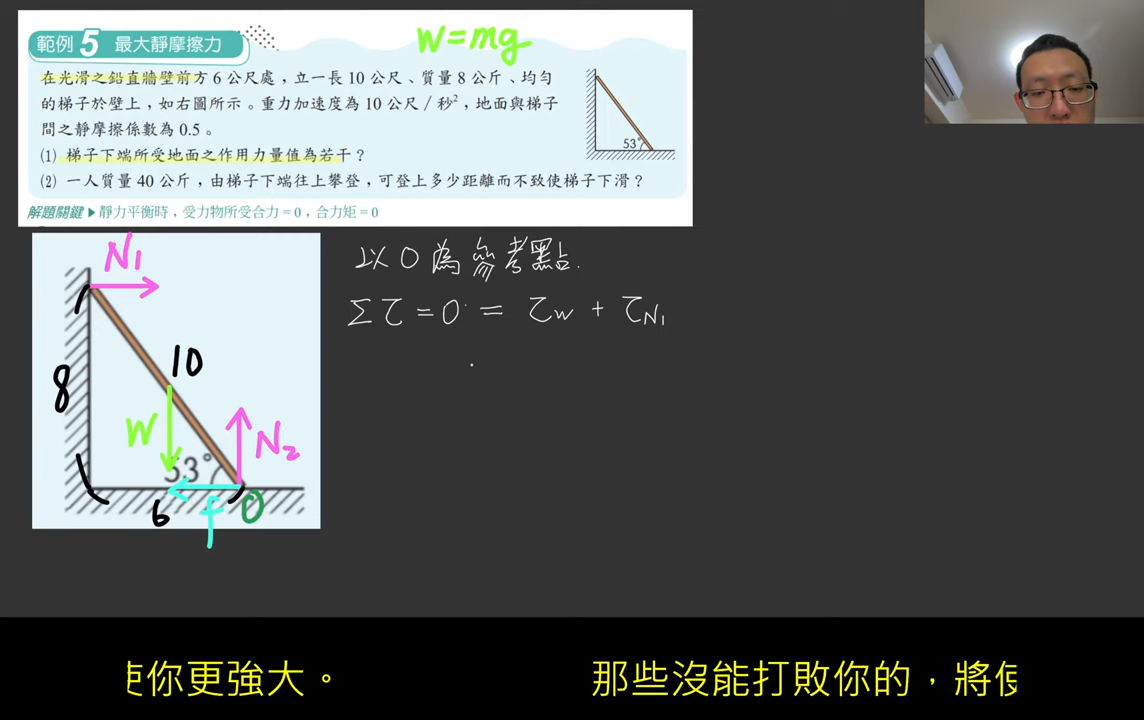 範例5 最大靜摩擦力
W=mg
在光滑之鉛直牆壁前方 6 公尺處，立一長 10 公尺、質量 8 公斤、均勻
的梯子於壁上，如右圖所示。重力加速度為 10 公尺／秒²，地面與梯子
間之靜摩擦係數為 0.5。
(1) 梯子下端所受地面之作用力量值為若干？
(2) 一人質量 40 公斤，由梯子下端往上攀登，可登上多少距離而不致使梯子下滑？
53°
解題關鍵▶靜力平衡時，受力物所受合力=0，合力矩=0
N1
8
10
W
N2
53°
6
f
O
以 O 為參考點.
Στ = 0 = τw + τN1
使你更強大。
那些沒能打敗你的，將使